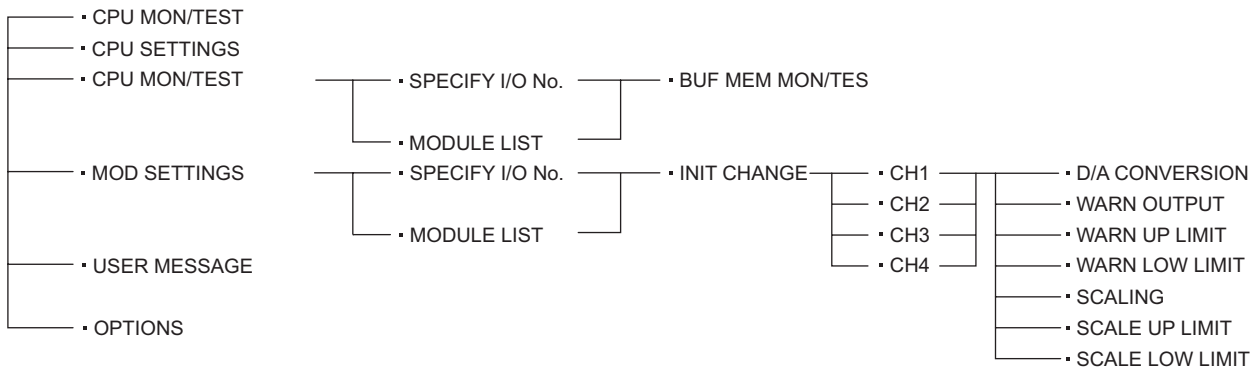 ▪ CPU MON/TEST
▪ CPU SETTINGS
▪ CPU MON/TEST ▪ SPECIFY I/O No. ▪ BUF MEM MON/TES
▪ MODULE LIST
▪ MOD SETTINGS ▪ SPECIFY I/O No. ▪ INIT CHANGE ▪ CH1 ▪ D/A CONVERSION
▪ CH2 ▪ WARN OUTPUT
▪ MODULE LIST ▪ CH3 ▪ WARN UP LIMIT
▪ USER MESSAGE ▪ CH4 ▪ WARN LOW LIMIT
▪ SCALING
▪ OPTIONS ▪ SCALE UP LIMIT
▪ SCALE LOW LIMIT